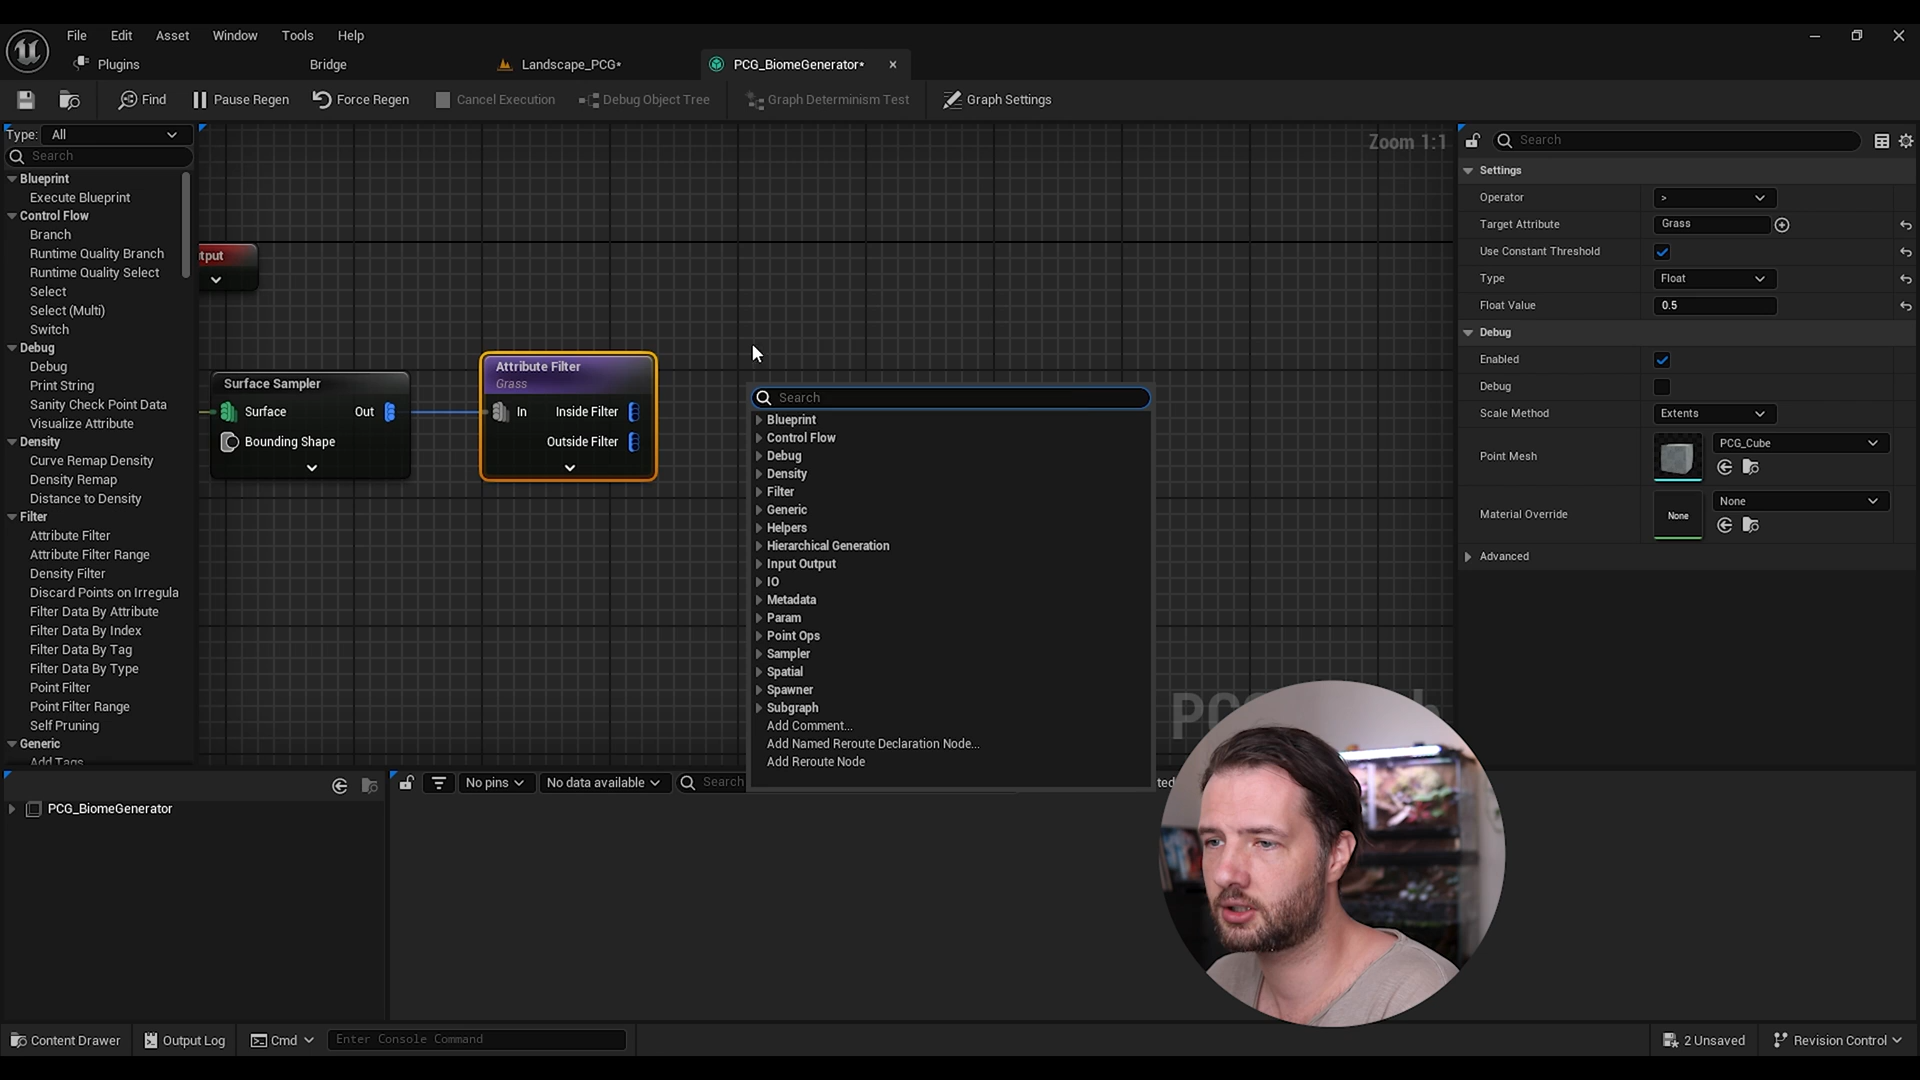 File Edit Asset Window Tools Help
Plugins Bridge Landscape_PCG* PCG_BiomeGenerator*
Find Pause Regen Force Regen Cancel Execution Debug Object Tree Graph Determinism Test Graph Settings
Type: All
Search
Blueprint
Execute Blueprint
Control Flow
Branch
Runtime Quality Branch
Runtime Quality Select
Select
Select (Multi)
Switch
Debug
Debug
Print String
Sanity Check Point Data
Visualize Attribute
Density
Curve Remap Density
Density Remap
Distance to Density
Filter
Attribute Filter
Attribute Filter Range
Density Filter
Discard Points on Irregula
Filter Data By Attribute
Filter Data By Index
Filter Data By Tag
Filter Data By Type
Point Filter
Point Filter Range
Self Pruning
Generic
Add Tags
Zoom 1:1
tput
Surface Sampler
Surface Out
Bounding Shape
Attribute Filter
Grass
In Inside Filter
Outside Filter
Search
Blueprint
Control Flow
Debug
Density
Filter
Generic
Helpers
Hierarchical Generation
Input Output
IO
Metadata
Param
Point Ops
Sampler
Spatial
Spawner
Subgraph
Add Comment...
Add Named Reroute Declaration Node...
Add Reroute Node
Search
Settings
Operator >
Target Attribute Grass
Use Constant Threshold
Type Float
Float Value 0.5
Debug
Enabled
Debug
Scale Method Extents
Point Mesh PCG_Cube
Material Override None None
Advanced
PCG_BiomeGenerator
No pins No data available Search
ted
Content Drawer Output Log Cmd Enter Console Command 2 Unsaved Revision Control